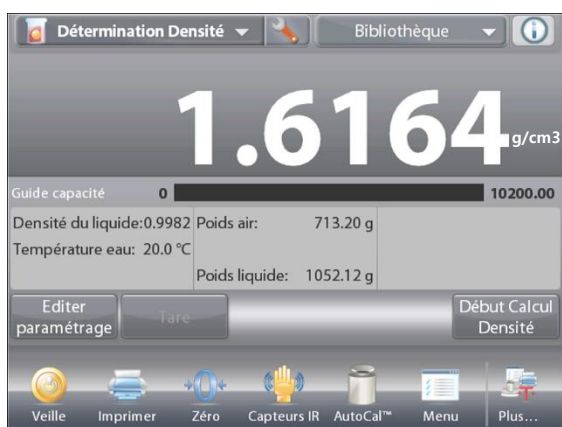 Détermination Densité Bibliothèque
1.6164 g/cm3
Guide capacité 0 10200.00
Densité du liquide:0.9982 Poids air: 713.20 g
Température eau: 20.0 °C
Poids liquide: 1052.12 g
Editer
paramétrage
Tare
Début Calcul
Densité
Veille Imprimer Zéro Capteurs IR AutoCal™ Menu Plus...